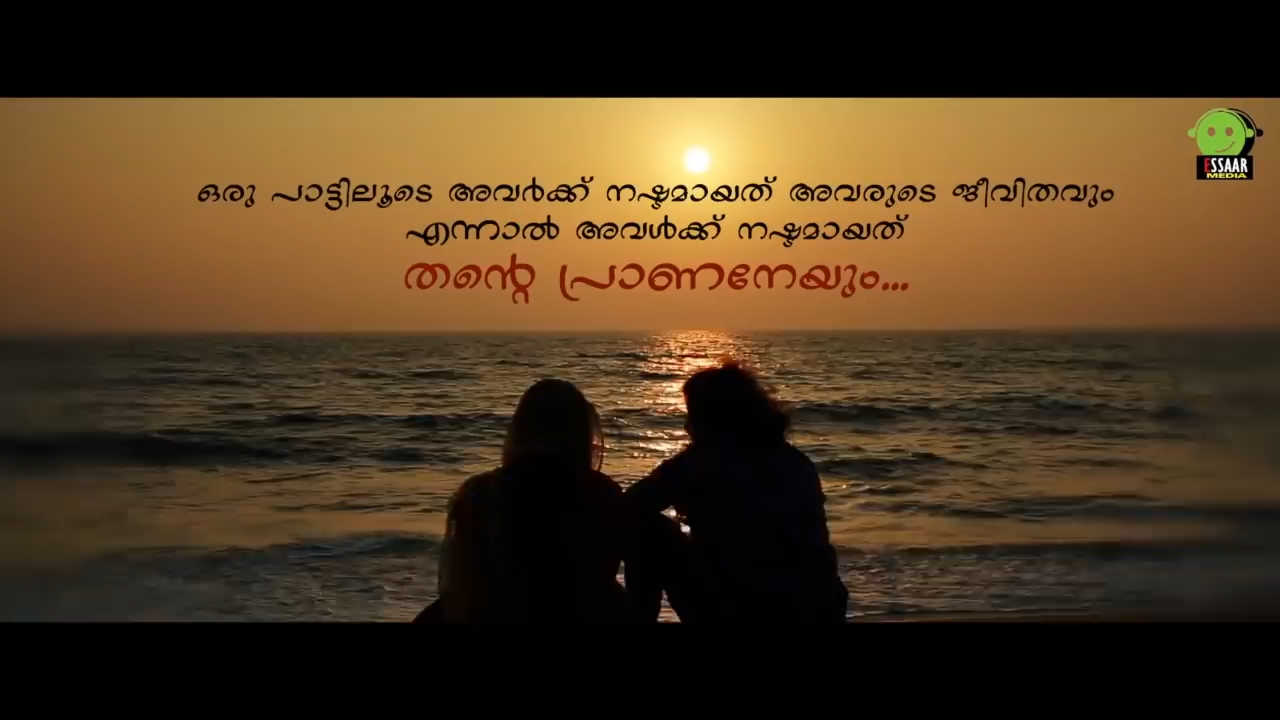 ഒരു പാട്ടിലൂടെ അവർക്ക് നഷ്ടമായത് അവരുടെ ജീവിതവും
എന്നാൽ അവൾക്ക് നഷ്ടമായത്
തന്റെ പ്രാണനേയും...
ESSAAR
MEDIA